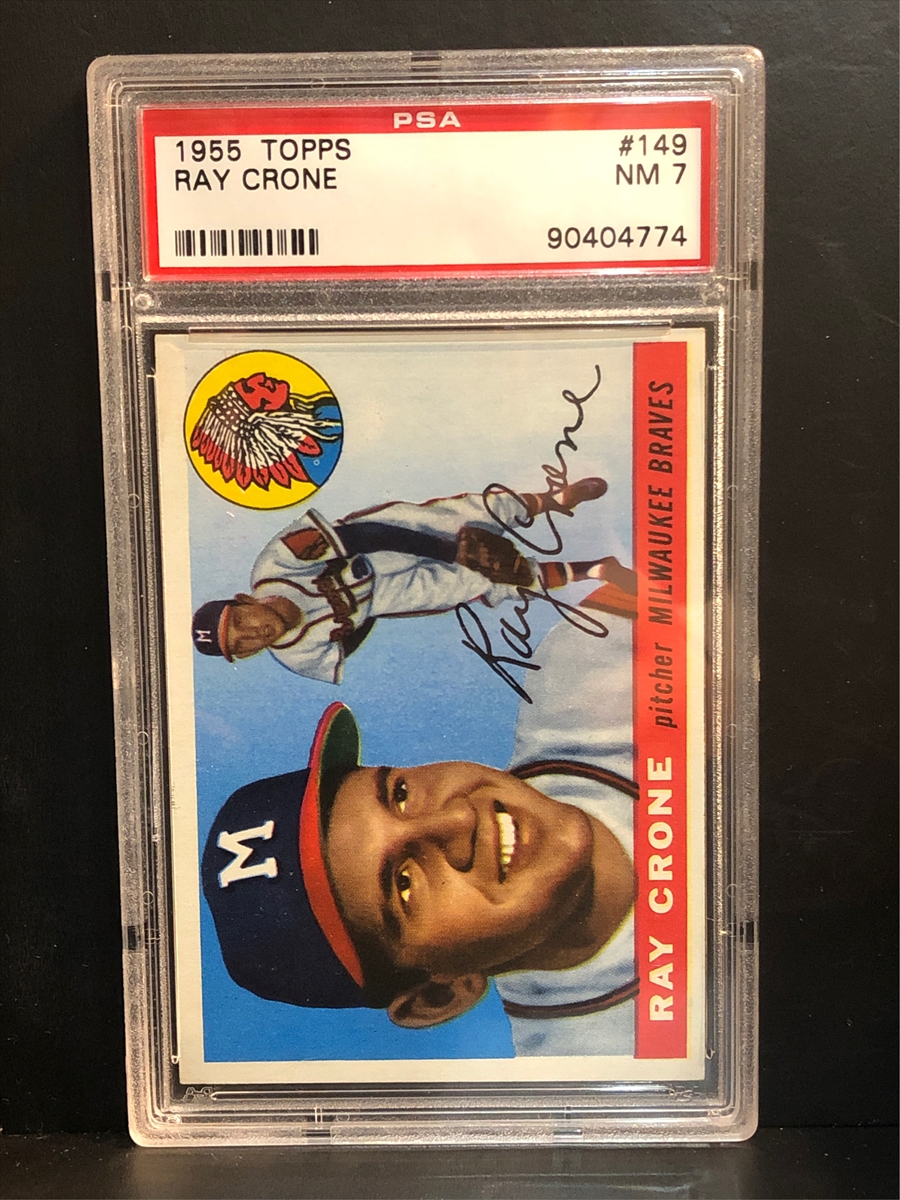 PSA
1955 TOPPS #149
RAY CRONE NM 7
90404774
Ray Crone
RAY CRONE pitcher MILWAUKEE BRAVES
M
M